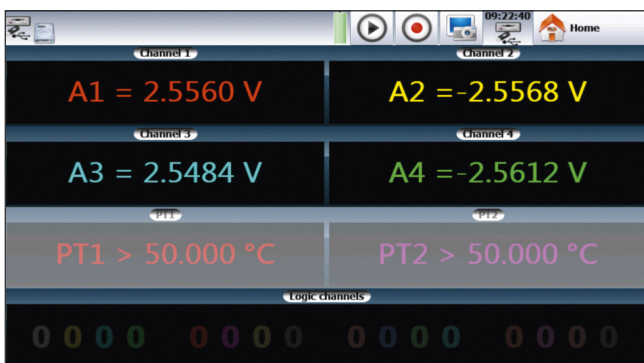 09:22:40
Home
Channel 1 Channel 2
A1 = 2.5560 V A2 =-2.5568 V
Channel 3 Channel 4
A3 = 2.5484 V A4 =-2.5612 V
PT1 PT2
PT1 > 50.000 °C PT2 > 50.000 °C
Logic channels
0 0 0 0 0 0 0 0 0 0 0 0 0 0 0 0